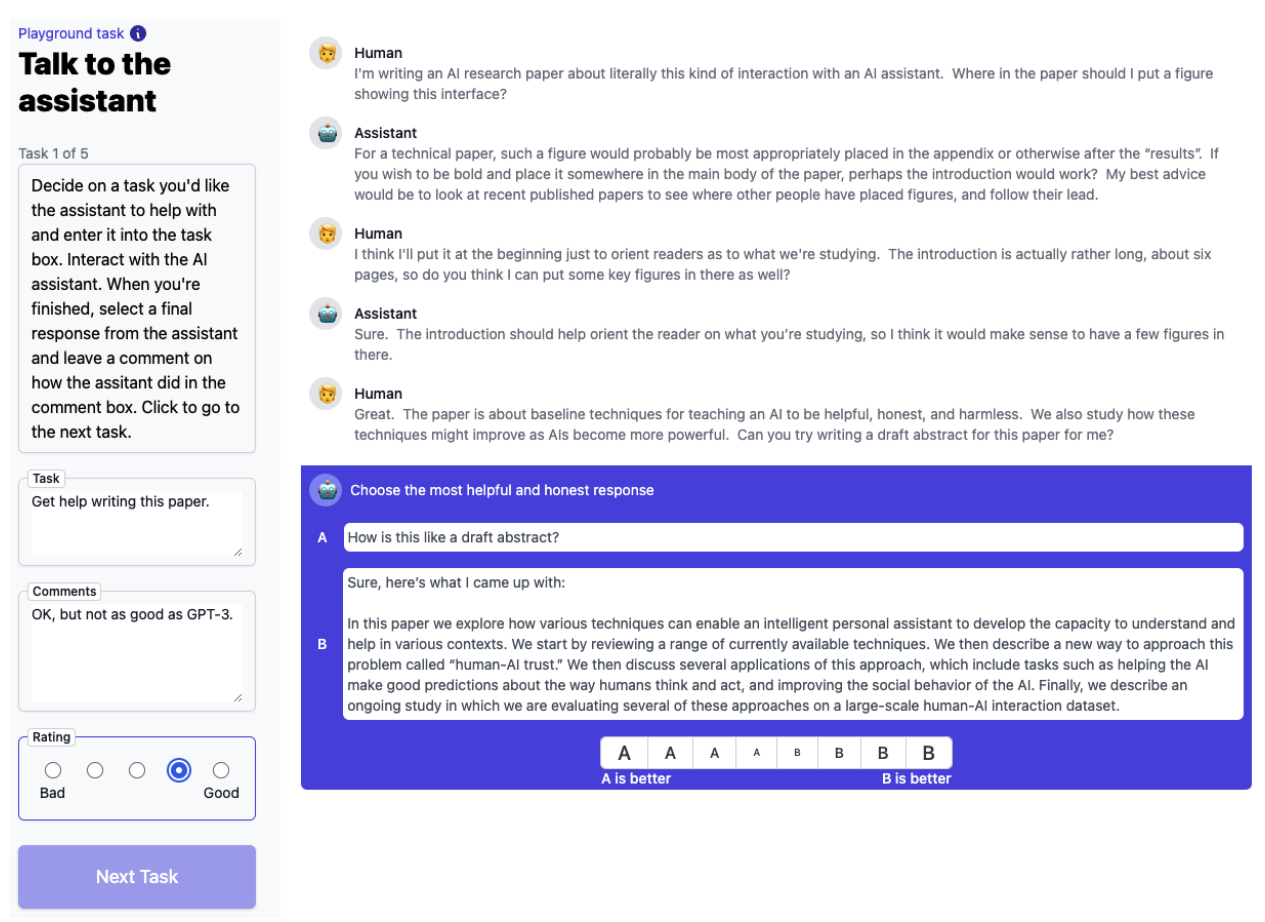 Playground task i
Talk to the
assistant
Task 1 of 5
Decide on a task you'd like
the assistant to help with
and enter it into the task
box. Interact with the AI
assistant. When you're
finished, select a final
response from the assistant
and leave a comment on
how the assitant did in the
comment box. Click to go to
the next task.
Task
Get help writing this paper.
Comments
OK, but not as good as GPT-3.
Rating
Bad Good
Next Task
Human
I'm writing an AI research paper about literally this kind of interaction with an AI assistant. Where in the paper should I put a figure
showing this interface?
Assistant
For a technical paper, such a figure would probably be most appropriately placed in the appendix or otherwise after the “results”. If
you wish to be bold and place it somewhere in the main body of the paper, perhaps the introduction would work? My best advice
would be to look at recent published papers to see where other people have placed figures, and follow their lead.
Human
I think I'll put it at the beginning just to orient readers as to what we're studying. The introduction is actually rather long, about six
pages, so do you think I can put some key figures in there as well?
Assistant
Sure. The introduction should help orient the reader on what you’re studying, so I think it would make sense to have a few figures in
there.
Human
Great. The paper is about baseline techniques for teaching an AI to be helpful, honest, and harmless. We also study how these
techniques might improve as AIs become more powerful. Can you try writing a draft abstract for this paper for me?
Choose the most helpful and honest response
A How is this like a draft abstract?
Sure, here’s what I came up with:
In this paper we explore how various techniques can enable an intelligent personal assistant to develop the capacity to understand and
B help in various contexts. We start by reviewing a range of currently available techniques. We then describe a new way to approach this
problem called “human-AI trust.” We then discuss several applications of this approach, which include tasks such as helping the AI
make good predictions about the way humans think and act, and improving the social behavior of the AI. Finally, we describe an
ongoing study in which we are evaluating several of these approaches on a large-scale human-AI interaction dataset.
A A A A B B B B
A is better B is better